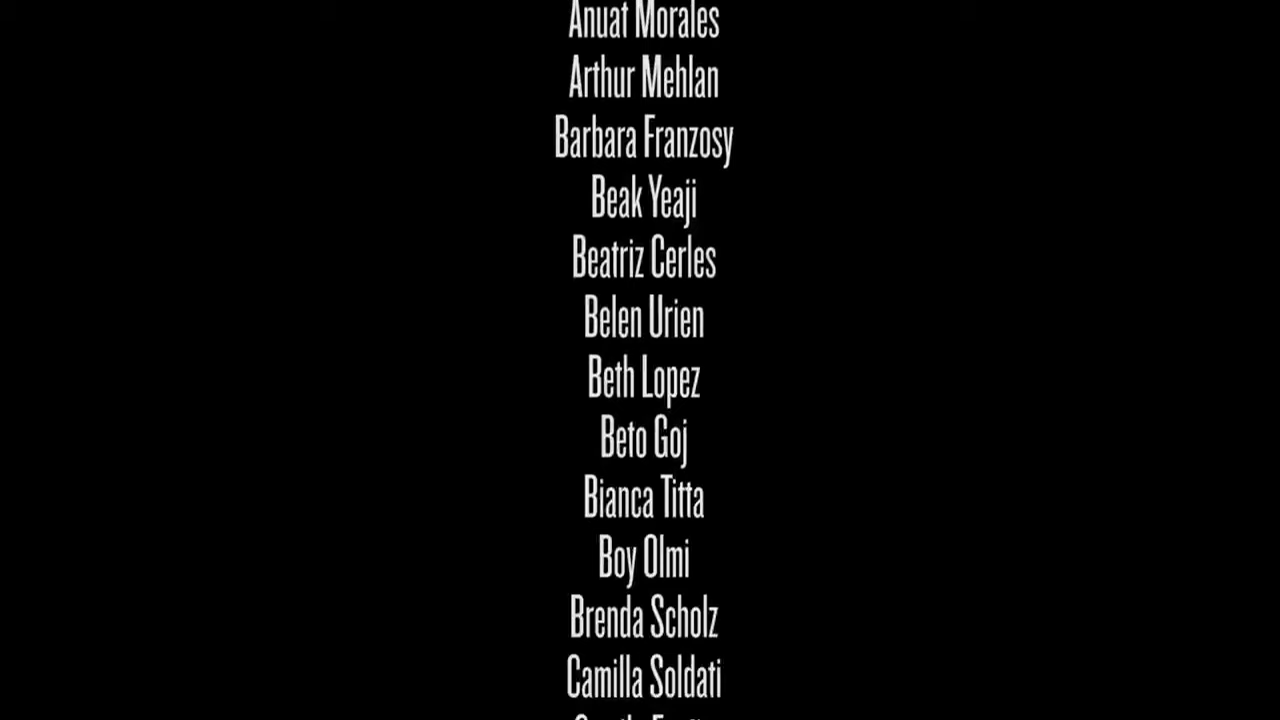 Anuat Morales
Arthur Mehlan
Barbara Franzosy
Beak Yeaji
Beatriz Cerles
Belen Urien
Beth Lopez
Beto Goj
Bianca Titta
Boy Olmi
Brenda Scholz
Camilla Soldati